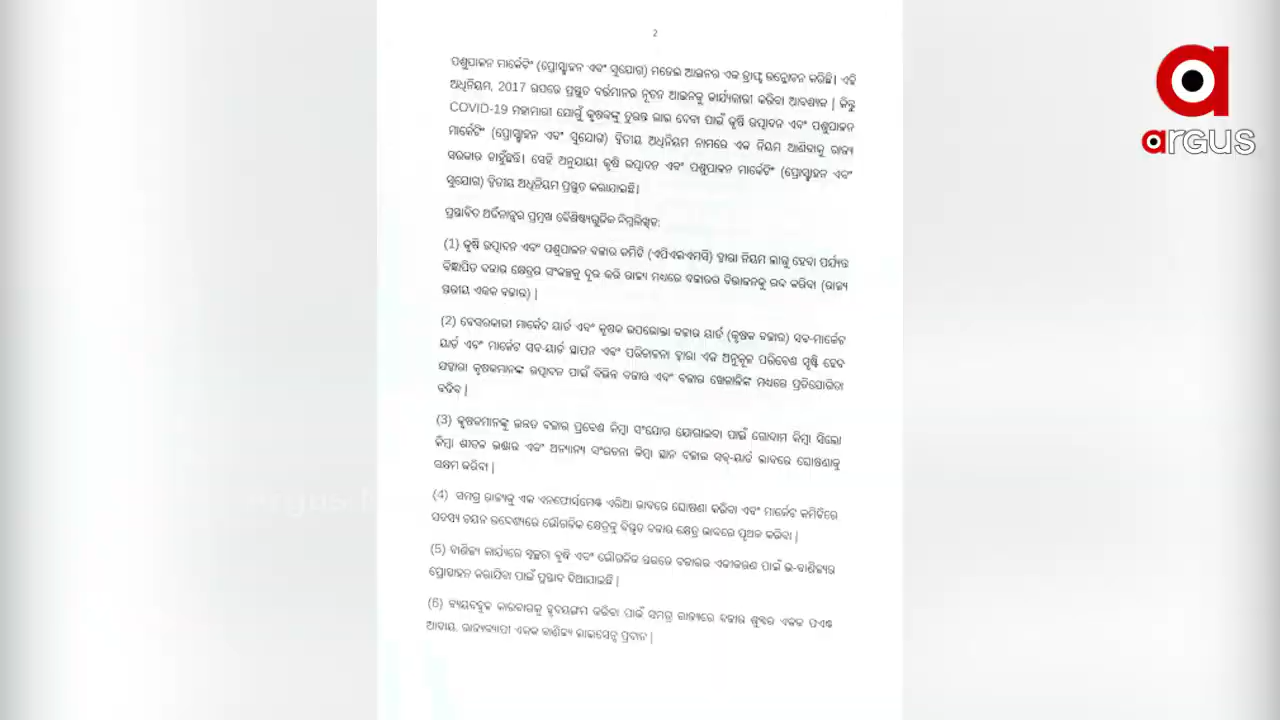 2
ପଶୁପାଳନ ମାର୍କେଟିଂ (ପ୍ରୋତ୍ସାହନ ଏବଂ ସୁଯୋଗ) ମଡେଲ ଆଇନର ଏକ ଡ୍ରାଫ୍ଟ ଉନ୍ମୋଚନ କରିଛି। ଏହି
ଅଧିନିୟମ, 2017 ଉପରେ ପ୍ରସ୍ତୁତ ବର୍ତ୍ତମାନର ନୂତନ ଆଇନକୁ କାର୍ଯ୍ୟକାରୀ କରିବା ଆବଶ୍ୟକ | କିନ୍ତୁ
COVID-19 ମହାମାରୀ ଯୋଗୁଁ କୃଷକଙ୍କୁ ତୁରନ୍ତ ଲାଭ ଦେବା ପାଇଁ କୃଷି ଉତ୍ପାଦନ ଏବଂ ପଶୁପାଳନ
ମାର୍କେଟିଂ (ପ୍ରୋତ୍ସାହନ ଏବଂ ସୁଯୋଗ) ଦ୍ୱିତୀୟ ଅଧିନିୟମ ନାମରେ ଏକ ନିୟମ ଆଣିବାକୁ ରାଜ୍ୟ
ସରକାର ଚାହୁଁଛନ୍ତି। ସେହି ଅନୁଯାୟୀ କୃଷି ଉତ୍ପାଦନ ଏବଂ ପଶୁପାଳନ ମାର୍କେଟିଂ (ପ୍ରୋତ୍ସାହନ ଏବଂ
ସୁଯୋଗ) ଦ୍ୱିତୀୟ ଅଧିନିୟମ ପ୍ରସ୍ତୁତ କରାଯାଇଛି|
ପ୍ରସ୍ତାବିତ ଅର୍ଡିନାନ୍ସର ପ୍ରମୁଖ ବୈଶିଷ୍ଟ୍ୟଗୁଡିକ ନିମ୍ନଲିଖିତ:
(1) କୃଷି ଉତ୍ପାଦନ ଏବଂ ପଶୁପାଳନ ବଜାର କମିଟି (ଏପିଏଲଏମସି) ଦ୍ୱାରା ନିୟମ ଲାଗୁ ହେବା ପର୍ଯ୍ୟନ୍ତ
ବିଜ୍ଞାପିତ ବଜାର କ୍ଷେତ୍ରର ସଂକଳ୍ପକୁ ଦୂର କରି ରାଜ୍ୟ ମଧ୍ୟରେ ବଜାରର ବିଭାଜନକୁ ରଦ୍ଦ କରିବା (ରାଜ୍ୟ
ସ୍ତରୀୟ ଏକକ ବଜାର) |
(2) ବେସରକାରୀ ମାର୍କେଟ ୟାର୍ଡ ଏବଂ କୃଷକ ଉପଭୋକ୍ତା ବଜାର ୟାର୍ଡ (କୃଷକ ବଜାର) ସବ-ମାର୍କେଟ
ୟାର୍ଡ଼ ଏବଂ ମାର୍କେଟ ସବ-ୟାର୍ଡ ସ୍ଥାପନ ଏବଂ ପରିଚାଳନା ଦ୍ୱାରା ଏକ ଅନୁକୂଳ ପରିବେଶ ସୃଷ୍ଟି ହେବ
ଯାହାଦ୍ୱାରା କୃଷକମାନଙ୍କ ଉତ୍ପାଦନ ପାଇଁ ବିଭିନ୍ନ ବଜାର ଏବଂ ବଜାର ଖେଳାଳିଙ୍କ ମଧ୍ୟରେ ପ୍ରତିଯୋଗିତା
ବଢିବ |
(3) କୃଷକମାନଙ୍କୁ ଉନ୍ନତ ବଜାର ପ୍ରବେଶ କିମ୍ବା ସଂଯୋଗ ଯୋଗାଇବା ପାଇଁ ଗୋଦାମ କିମ୍ବା ସିଲୋ
କିମ୍ବା ଶୀତଳ ଭଣ୍ଡାର ଏବଂ ଅନ୍ୟାନ୍ୟ ସଂରଚନା କିମ୍ବା ସ୍ଥାନ ବଜାର ସବ୍-ୟାର୍ଡ ଭାବରେ ଘୋଷଣାକୁ
ସକ୍ଷମ କରିବା |
(4) ସମଗ୍ର ରାଜ୍ୟକୁ ଏକ ଏନଫୋର୍ସମେଣ୍ଟ ଏରିଆ ଭାବରେ ଘୋଷଣା କରିବା ଏବଂ ମାର୍କେଟ କମିଟିରେ
ସଦସ୍ୟ ଚୟନ ଉଦ୍ଦେଶ୍ୟରେ ଭୌଗଳିକ କ୍ଷେତ୍ରକୁ ବିସ୍ତୃତ ବଜାର କ୍ଷେତ୍ର ଭାବରେ ପୃଥକ କରିବା |
(5) ବାଣିଜ୍ୟ କାର୍ଯ୍ୟରେ ସ୍ୱଚ୍ଛତା ବୃଦ୍ଧି ଏବଂ ଭୌଗଳିକ ସ୍ତରରେ ବଜାରର ଏକୀକରଣ ପାଇଁ ଇ-ବାଣିଜ୍ୟର
ପ୍ରୋତ୍ସାହନ କରାଯିବା ପାଇଁ ପ୍ରସ୍ତାବ ଦିଆଯାଇଛି |
(6) ବ୍ୟୟବହୁଳ କାରବାରକୁ ହୃଦୟଙ୍ଗମ କରିବା ପାଇଁ ସମଗ୍ର ରାଜ୍ୟରେ ବଜାର ଶୁଳ୍କର ଏକକ ପଏଣ୍ଟ
ଆଦାୟ, ରାଜ୍ୟବ୍ୟାପୀ ଏକକ ବାଣିଜ୍ୟ ଲାଇସେନ୍ସ ପ୍ରଦାନ |
argus